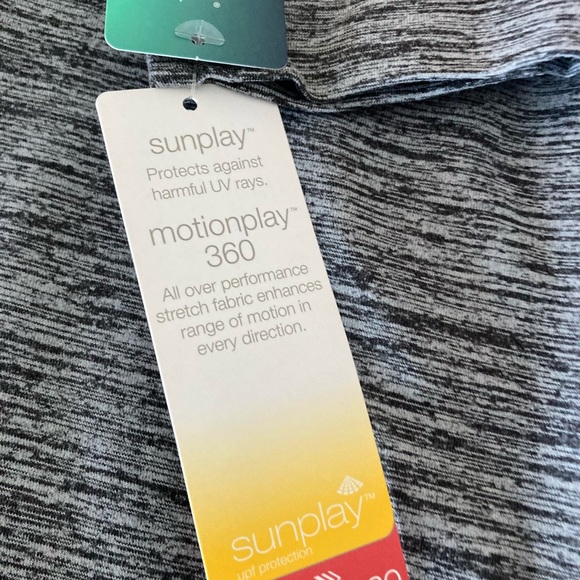 sunplay™
Protects against
harmful UV rays.
motionplay™
360
All over performance
stretch fabric enhances
range of motion in
every direction.
sunplay™
upf protection